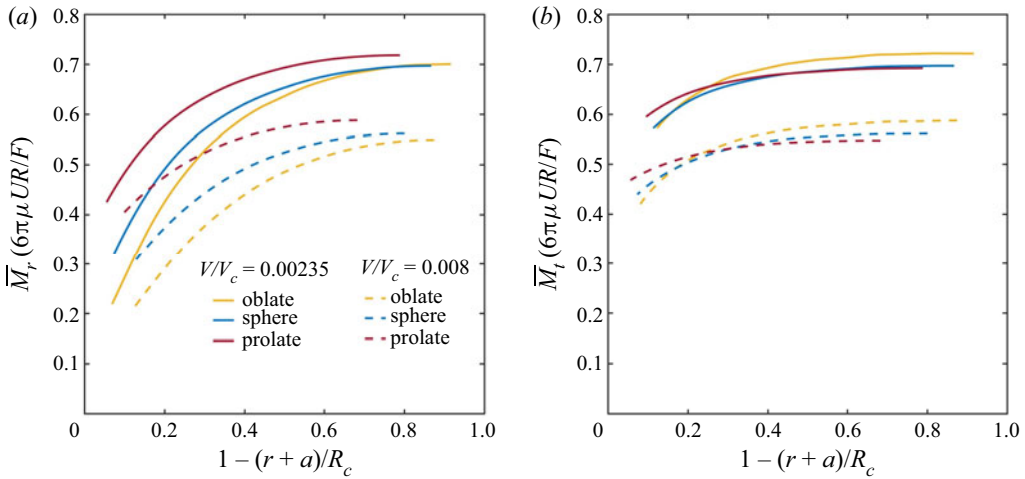 (a)
(b)
0.8
0.7
0.6
0.5
0.4
0.3
0.2
0.1
0
0.2
0.4
0.6
0.8
1.0
M̅r (6πμUR/F)
1 – (r + a)/Rc
V/Vc = 0.00235
oblate
sphere
prolate
V/Vc = 0.008
oblate
sphere
prolate
0.8
0.7
0.6
0.5
0.4
0.3
0.2
0.1
0
0.2
0.4
0.6
0.8
1.0
M̅t (6πμUR/F)
1 – (r + a)/Rc